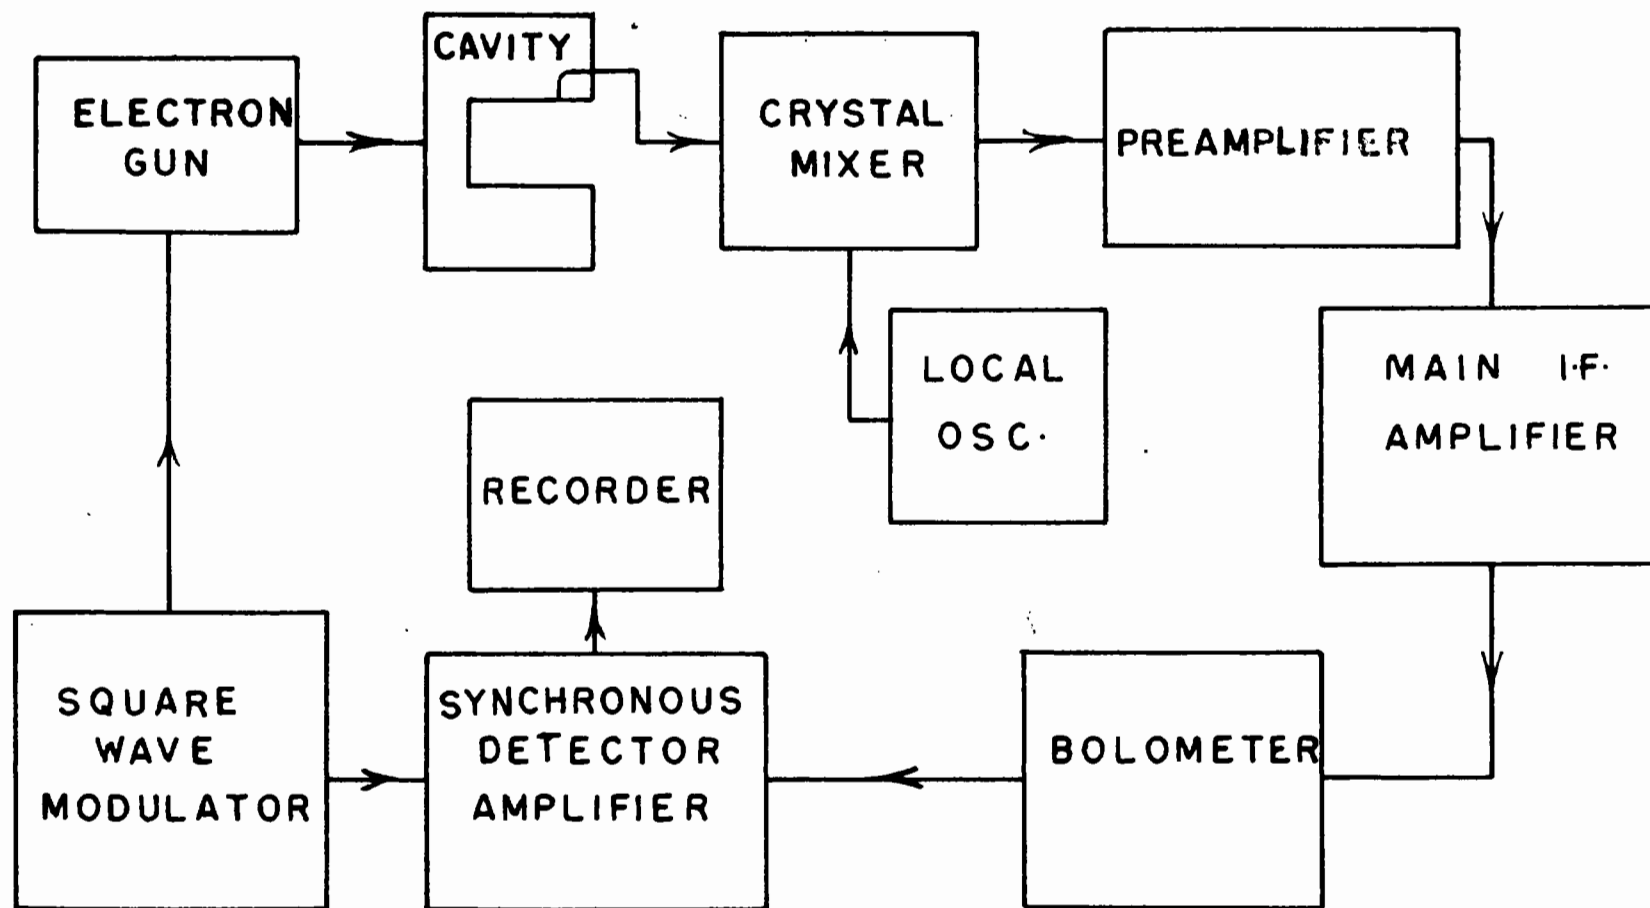 ELECTRON
GUN
CAVITY
CRYSTAL
MIXER
PREAMPLIFIER
LOCAL
OSC.
MAIN I.F.
AMPLIFIER
RECORDER
SQUARE
WAVE
MODULATOR
SYNCHRONOUS
DETECTOR
AMPLIFIER
BOLOMETER